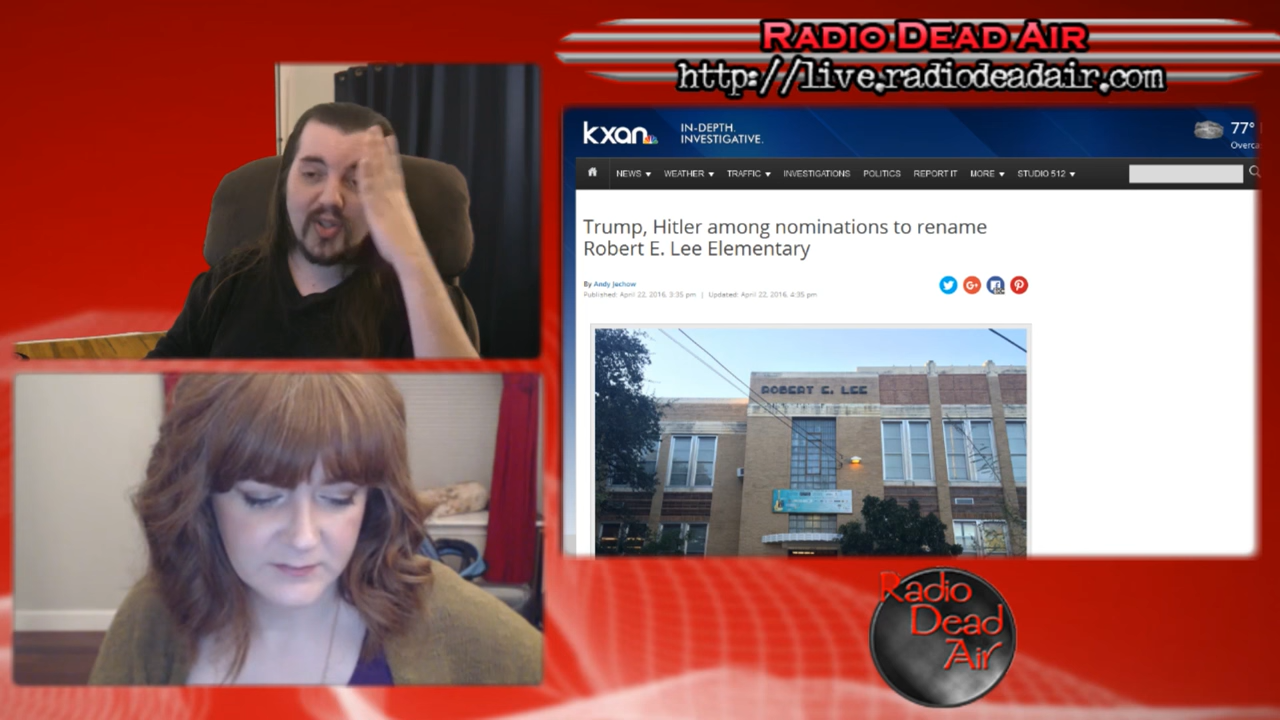 Radio Dead Air
http://live.radiodeadair.com
kxan
IN-DEPTH.
INVESTIGATIVE.
77°
Overca
NEWS WEATHER TRAFFIC INVESTIGATIONS POLITICS REPORT IT MORE STUDIO 512
Trump, Hitler among nominations to rename
Robert E. Lee Elementary
By Andy Jechow
Published: April 22, 2016, 3:35 pm | Updated: April 22, 2016, 4:35 pm
ROBERT E. LEE
Radio
Dead
Air